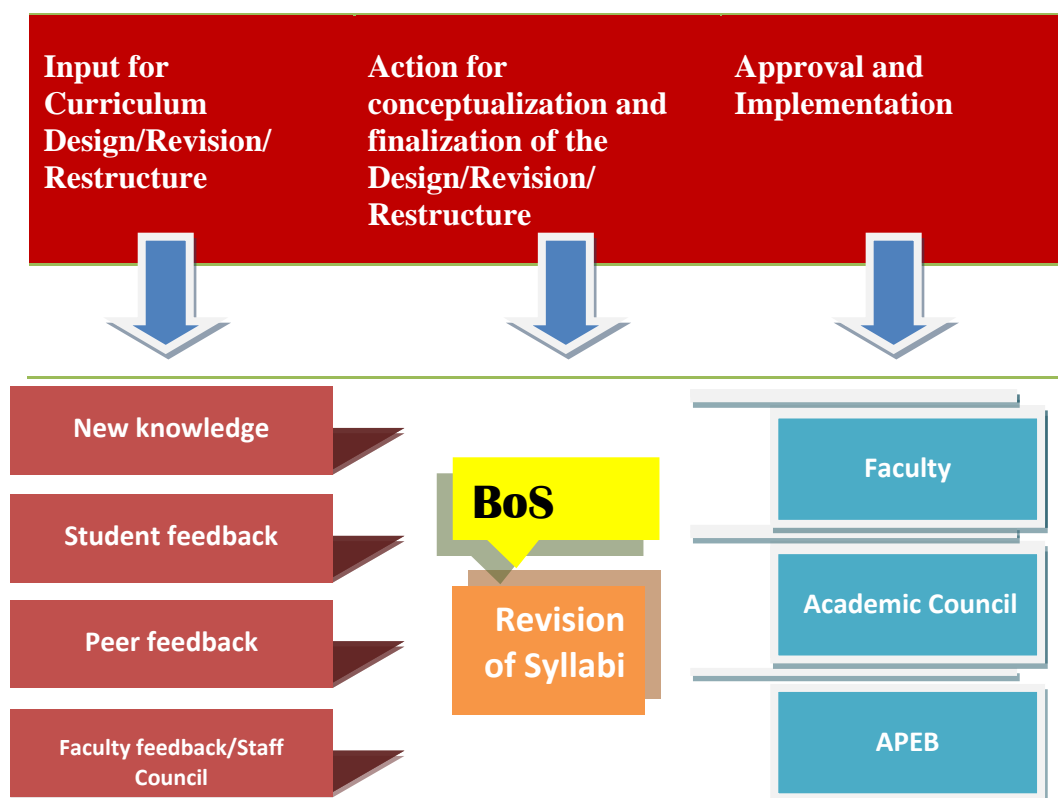 Input for
Curriculum
Design/Revision/
Restructure
Action for
conceptualization and
finalization of the
Design/Revision/
Restructure
Approval and
Implementation
New knowledge
Student feedback
Peer feedback
Faculty feedback/Staff
Council
BoS
Revision
of Syllabi
Faculty
Academic Council
APEB